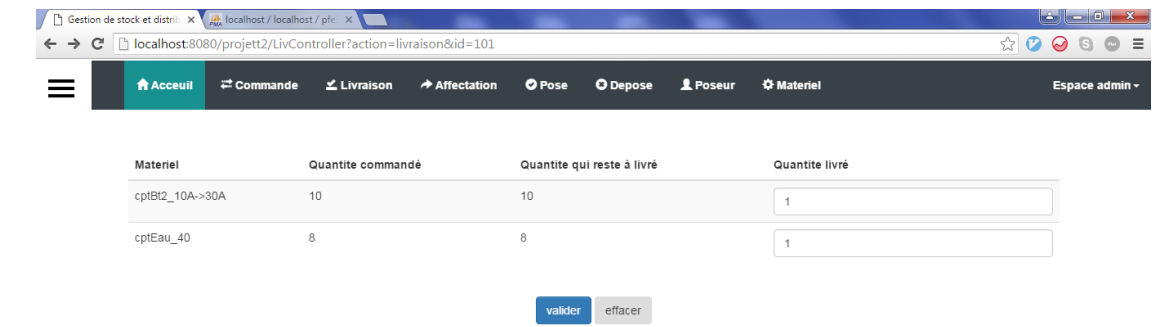 Gestion de stock et distrib localhost / localhost / pfe
localhost:8080/projett2/LivController?action=livraison&id=101
Acceuil Commande Livraison Affectation Pose Depose Poseur Materiel Espace admin
Materiel Quantite commandé Quantite qui reste à livré Quantite livré
cptBt2_10A->30A 10 10 1
cptEau_40 8 8 1
valider effacer